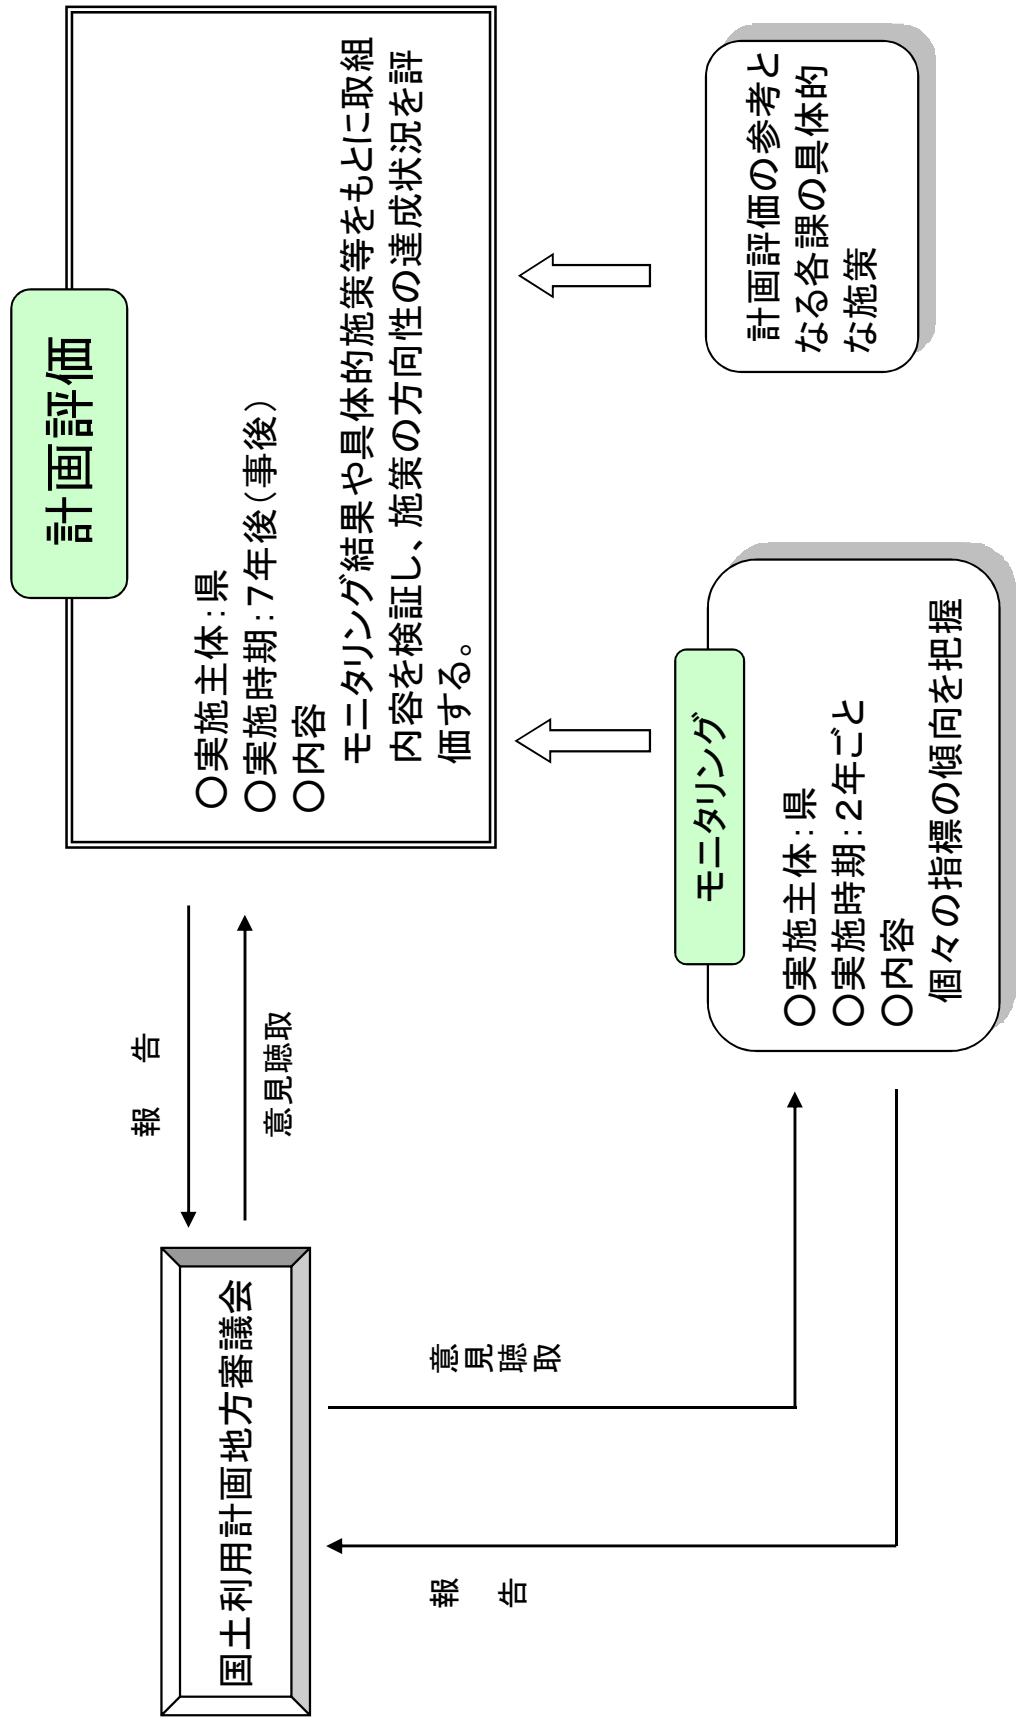 計画評価
○実施主体：県
○実施時期：７年後（事後）
○内容
モニタリング結果や具体的施策等をもとに取組
内容を検証し、施策の方向性の達成状況を評
価する。
報　告
意見聴取
国土利用計画地方審議会
意見聴取
報　告
モニタリング
○実施主体：県
○実施時期：２年ごと
○内容
個々の指標の傾向を把握
計画評価の参考と
なる各課の具体的
な施策